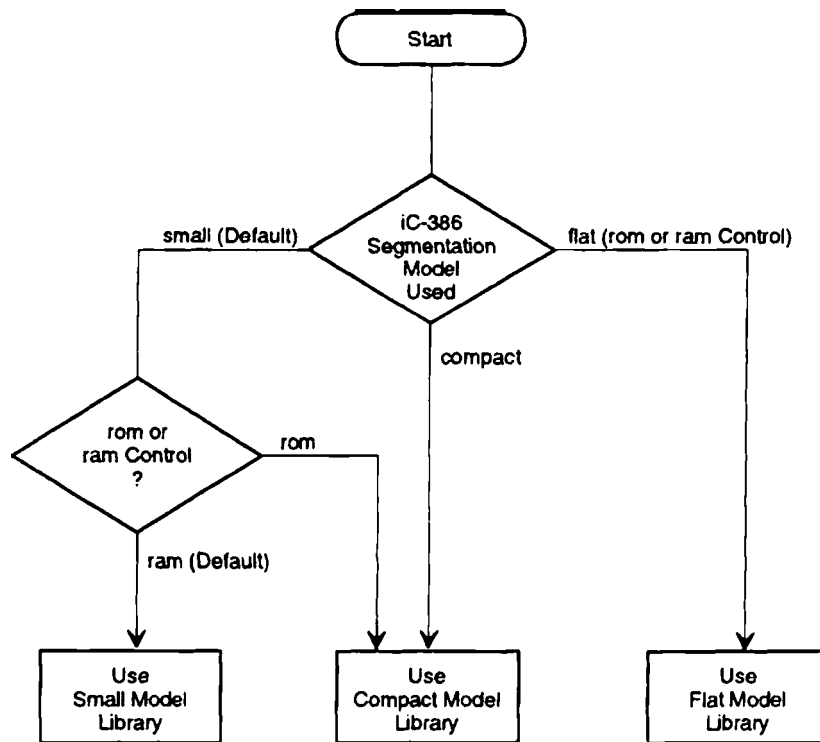 Start
iC-386
Segmentation
Model
Used
small (Default)
flat (rom or ram Control)
compact
rom or
ram Control
?
rom
ram (Default)
Use
Small Model
Library
Use
Compact Model
Library
Use
Flat Model
Library